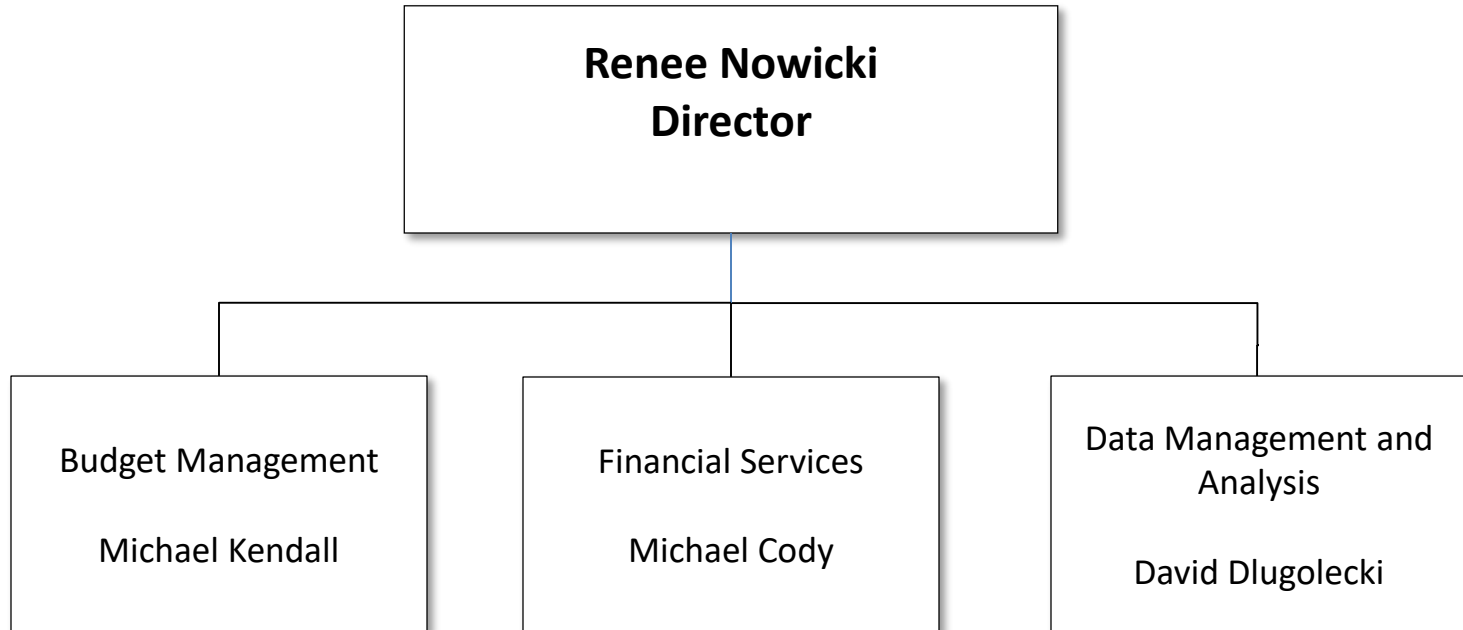 Renee Nowicki
Director
Budget Management
Michael Kendall
Financial Services
Michael Cody
Data Management and
Analysis
David Dlugolecki